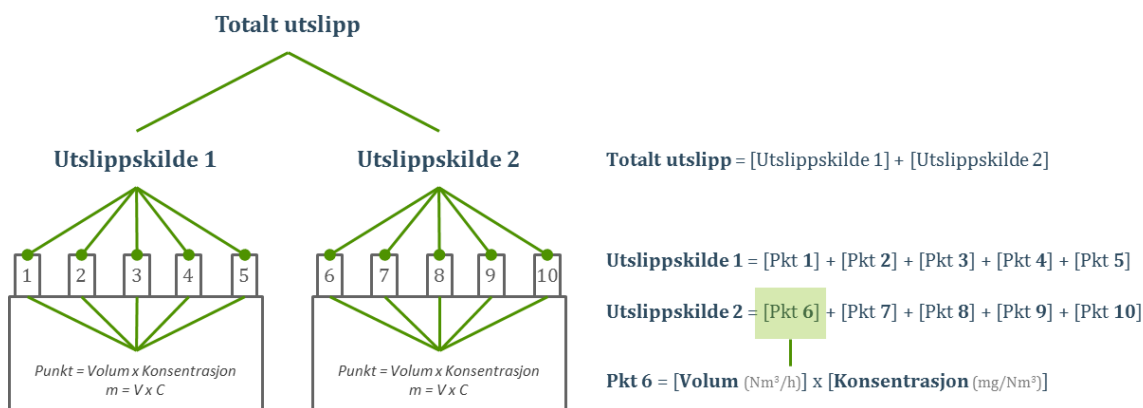 Totalt utslipp
Utslippskilde 1
Utslippskilde 2
1
2
3
4
5
6
7
8
9
10
Punkt = Volum x Konsentrasjon
m = V x C
Punkt = Volum x Konsentrasjon
m = V x C
Totalt utslipp = [Utslippskilde 1] + [Utslippskilde 2]
Utslippskilde 1 = [Pkt 1] + [Pkt 2] + [Pkt 3] + [Pkt 4] + [Pkt 5]
Utslippskilde 2 = [Pkt 6] + [Pkt 7] + [Pkt 8] + [Pkt 9] + [Pkt 10]
Pkt 6 = [Volum (Nm³/h)] x [Konsentrasjon (mg/Nm³)]